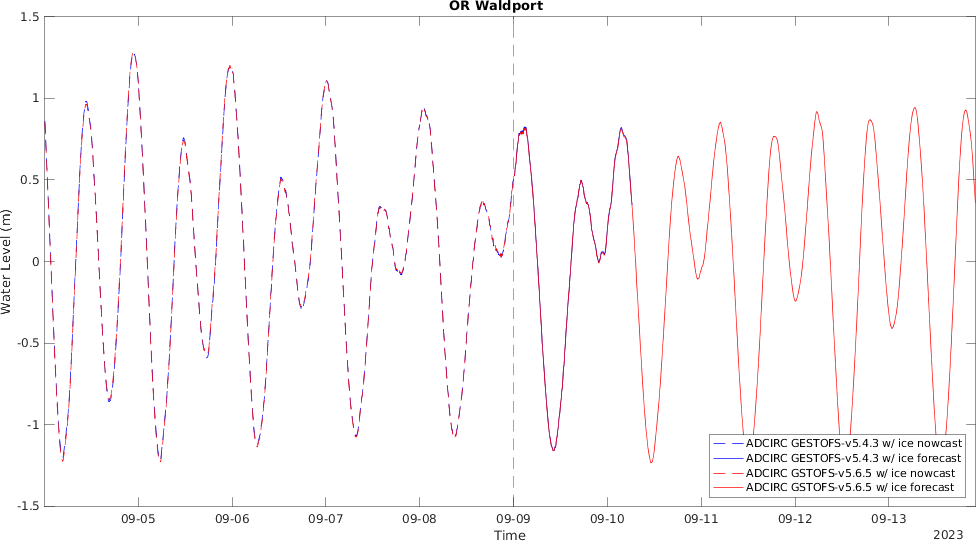 OR Waldport
1.5
1
0.5
0
-0.5
-1
-1.5
Water Level (m)
09-05 09-06 09-07 09-08 09-09 09-10 09-11 09-12 09-13
Time
2023
ADCIRC GESTOFS-v5.4.3 w/ ice nowcast
ADCIRC GESTOFS-v5.4.3 w/ ice forecast
ADCIRC GSTOFS-v5.6.5 w/ ice nowcast
ADCIRC GSTOFS-v5.6.5 w/ ice forecast